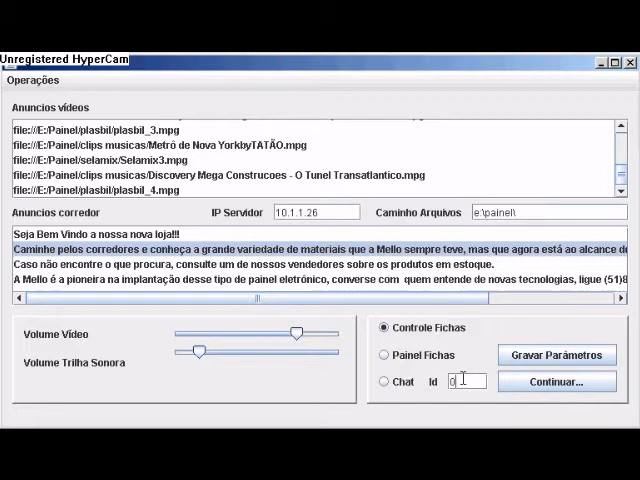 Unregistered HyperCam
Operações
Anuncios vídeos
file:///E:/Painel/plasbil/plasbil_3.mpg
file:///E:/Painel/clips musicas/Metrô de Nova YorkbyTATÃO.mpg
file:///E:/Painel/selamix/Selamix3.mpg
file:///E:/Painel/clips musicas/Discovery Mega Construcoes - O Tunel Transatlantico.mpg
file:///E:/Painel/plasbil/plasbil_4.mpg
Anuncios corredor IP Servidor 10.1.1.26 Caminho Arquivos e:\painel\
Seja Bem Vindo a nossa nova loja!!!
Caminhe pelos corredores e conheça a grande variedade de materiais que a Mello sempre teve, mas que agora está ao alcance de
Caso não encontre o que procura, consulte um de nossos vendedores sobre os produtos em estoque.
A Mello é a pioneira na implantação desse tipo de painel eletrónico, converse com quem entende de novas tecnologias, ligue (51)8
Volume Vídeo
Volume Trilha Sonora
Controle Fichas
Painel Fichas Gravar Parâmetros
Chat Id 0 Continuar...